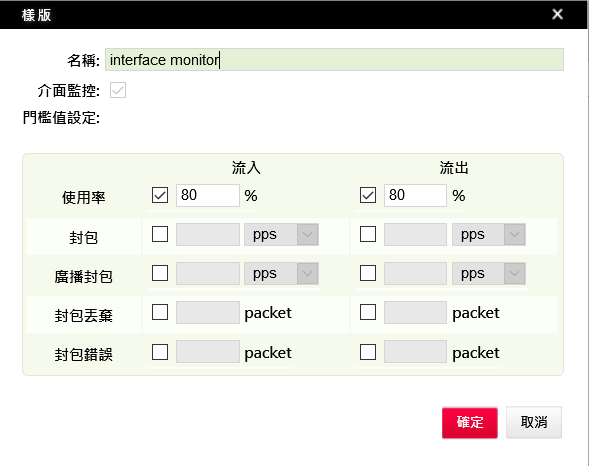 樣版
名稱: interface monitor
介面監控:
門檻值設定:
流入 流出
使用率 80 % 80 %
封包 pps pps
廣播封包 pps pps
封包丟棄 packet packet
封包錯誤 packet packet
確定 取消